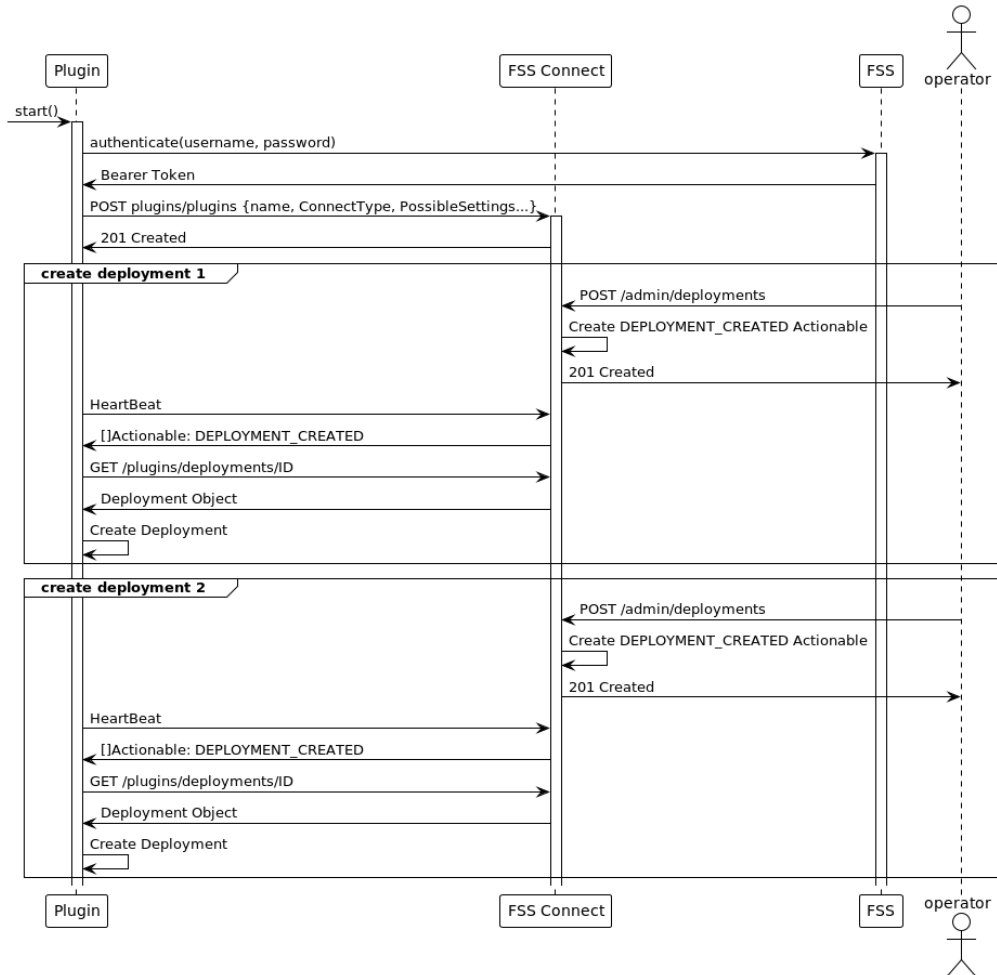 operator
Plugin
FSS Connect
FSS
start()
authenticate(username, password)
Bearer Token
POST plugins/plugins {name, ConnectType, PossibleSettings...}
201 Created
create deployment 1
POST /admin/deployments
Create DEPLOYMENT_CREATED Actionable
201 Created
HeartBeat
[]Actionable: DEPLOYMENT_CREATED
GET /plugins/deployments/ID
Deployment Object
Create Deployment
create deployment 2
POST /admin/deployments
Create DEPLOYMENT_CREATED Actionable
201 Created
HeartBeat
[]Actionable: DEPLOYMENT_CREATED
GET /plugins/deployments/ID
Deployment Object
Create Deployment
Plugin
FSS Connect
FSS
operator